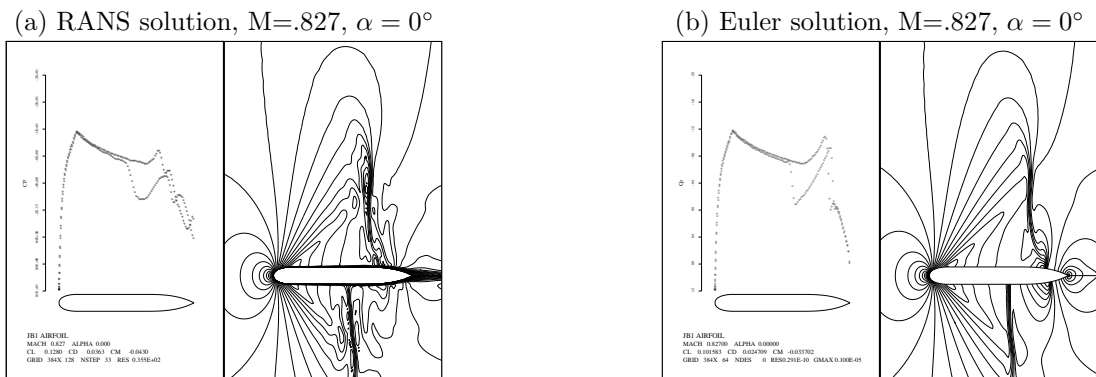 (a) RANS solution, M=.827, α = 0°
(b) Euler solution, M=.827, α = 0°
JB1 AIRFOIL
MACH 0.827 ALPHA 0.000
CL 0.1280 CD 0.0363 CM -0.0430
GRID 384X 128 NSTEP 33 RES 0.355E+02
JB1 AIRFOIL
MACH 0.82700 ALPHA 0.00000
CL 0.101583 CD 0.024709 CM -0.033702
GRID 384X 64 NDES 0 RES0.291E-10 GMAX 0.100E-05